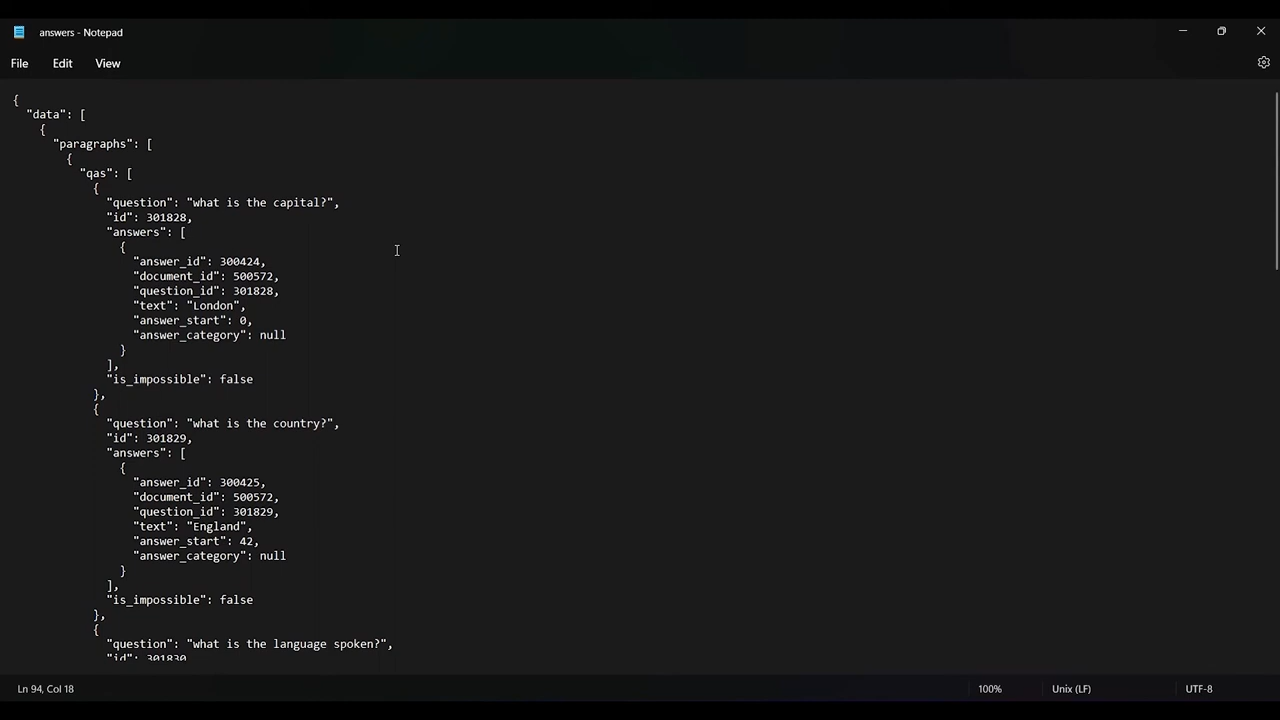 answers - Notepad
File Edit View
{
"data": [
{
"paragraphs": [
{
"qas": [
{
"question": "what is the capital?",
"id": 301828,
"answers": [
{
"answer_id": 300424,
"document_id": 500572,
"question_id": 301828,
"text": "London",
"answer_start": 0,
"answer_category": null
}
],
"is_impossible": false
},
{
"question": "what is the country?",
"id": 301829,
"answers": [
{
"answer_id": 300425,
"document_id": 500572,
"question_id": 301829,
"text": "England",
"answer_start": 42,
"answer_category": null
}
],
"is_impossible": false
},
{
"question": "what is the language spoken?",
"id": 301830
Ln 94, Col 18 100% Unix (LF) UTF-8